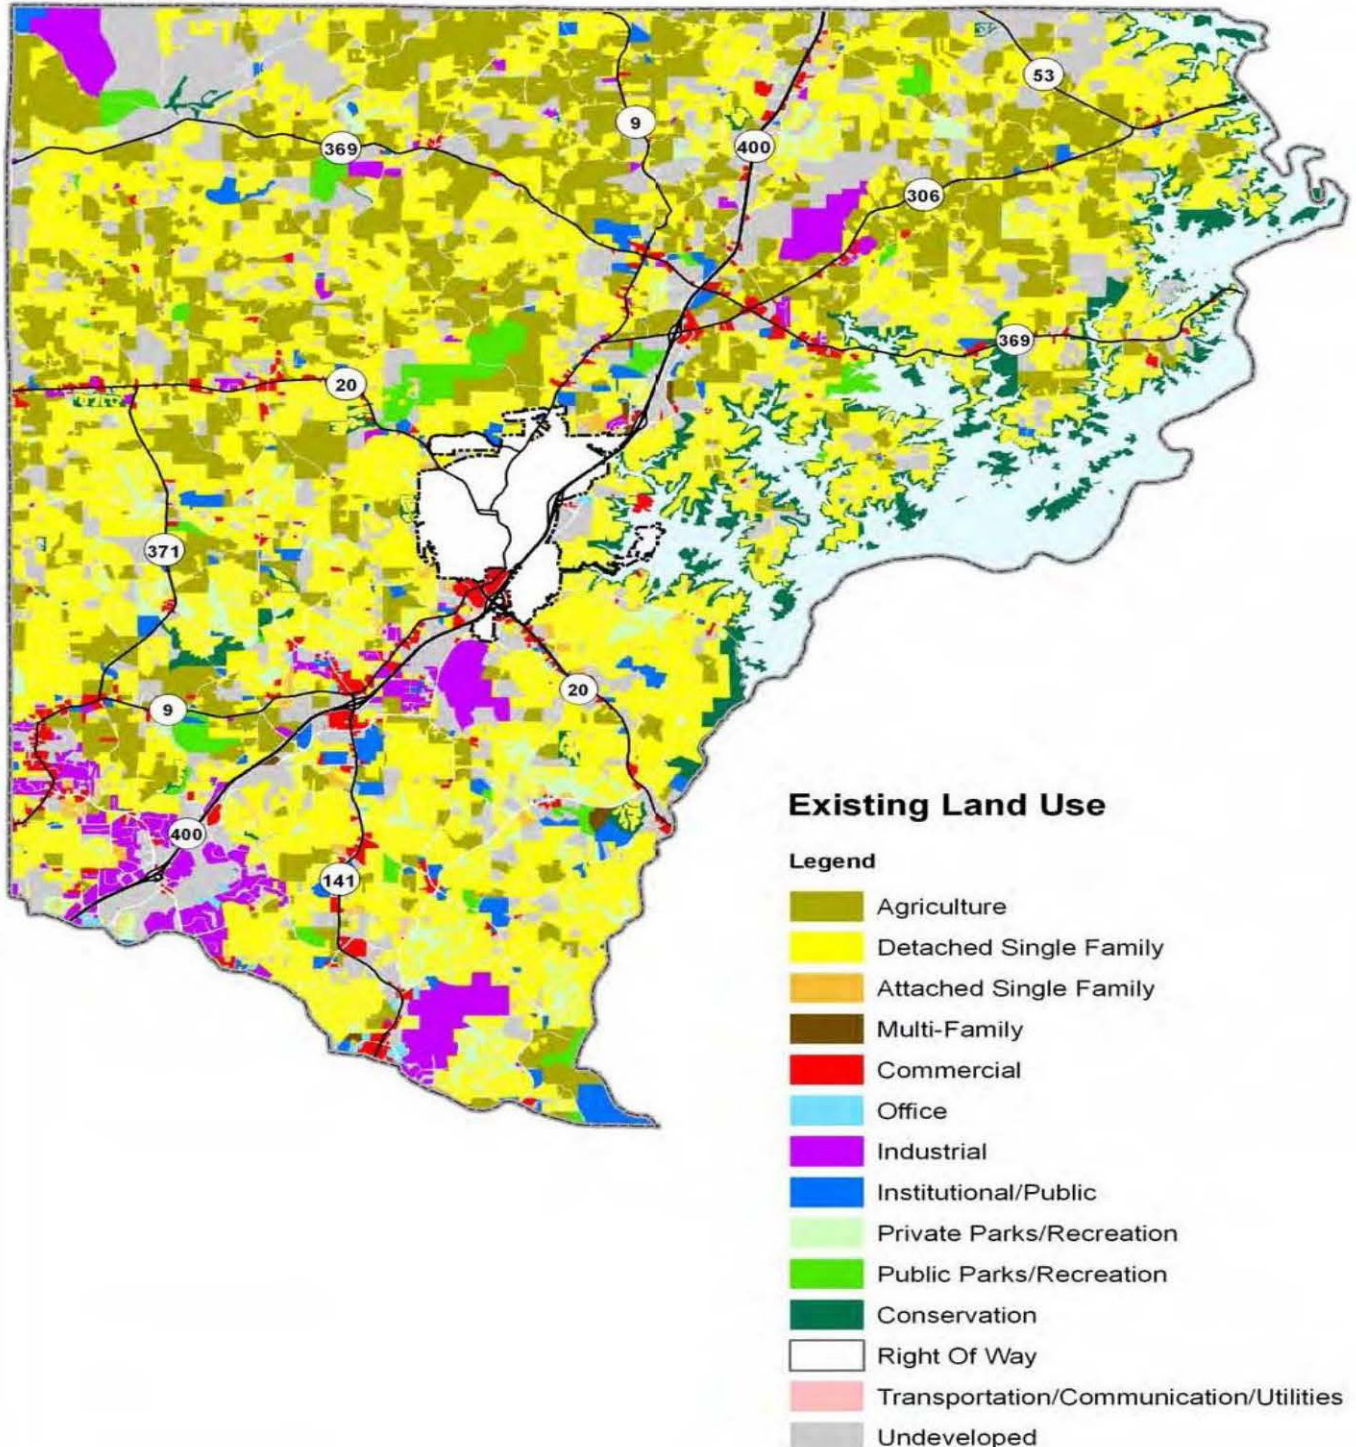 53
9
400
369
306
369
20
371
20
9
400
141
Existing Land Use
Legend
Agriculture
Detached Single Family
Attached Single Family
Multi-Family
Commercial
Office
Industrial
Institutional/Public
Private Parks/Recreation
Public Parks/Recreation
Conservation
Right Of Way
Transportation/Communication/Utilities
Undeveloped